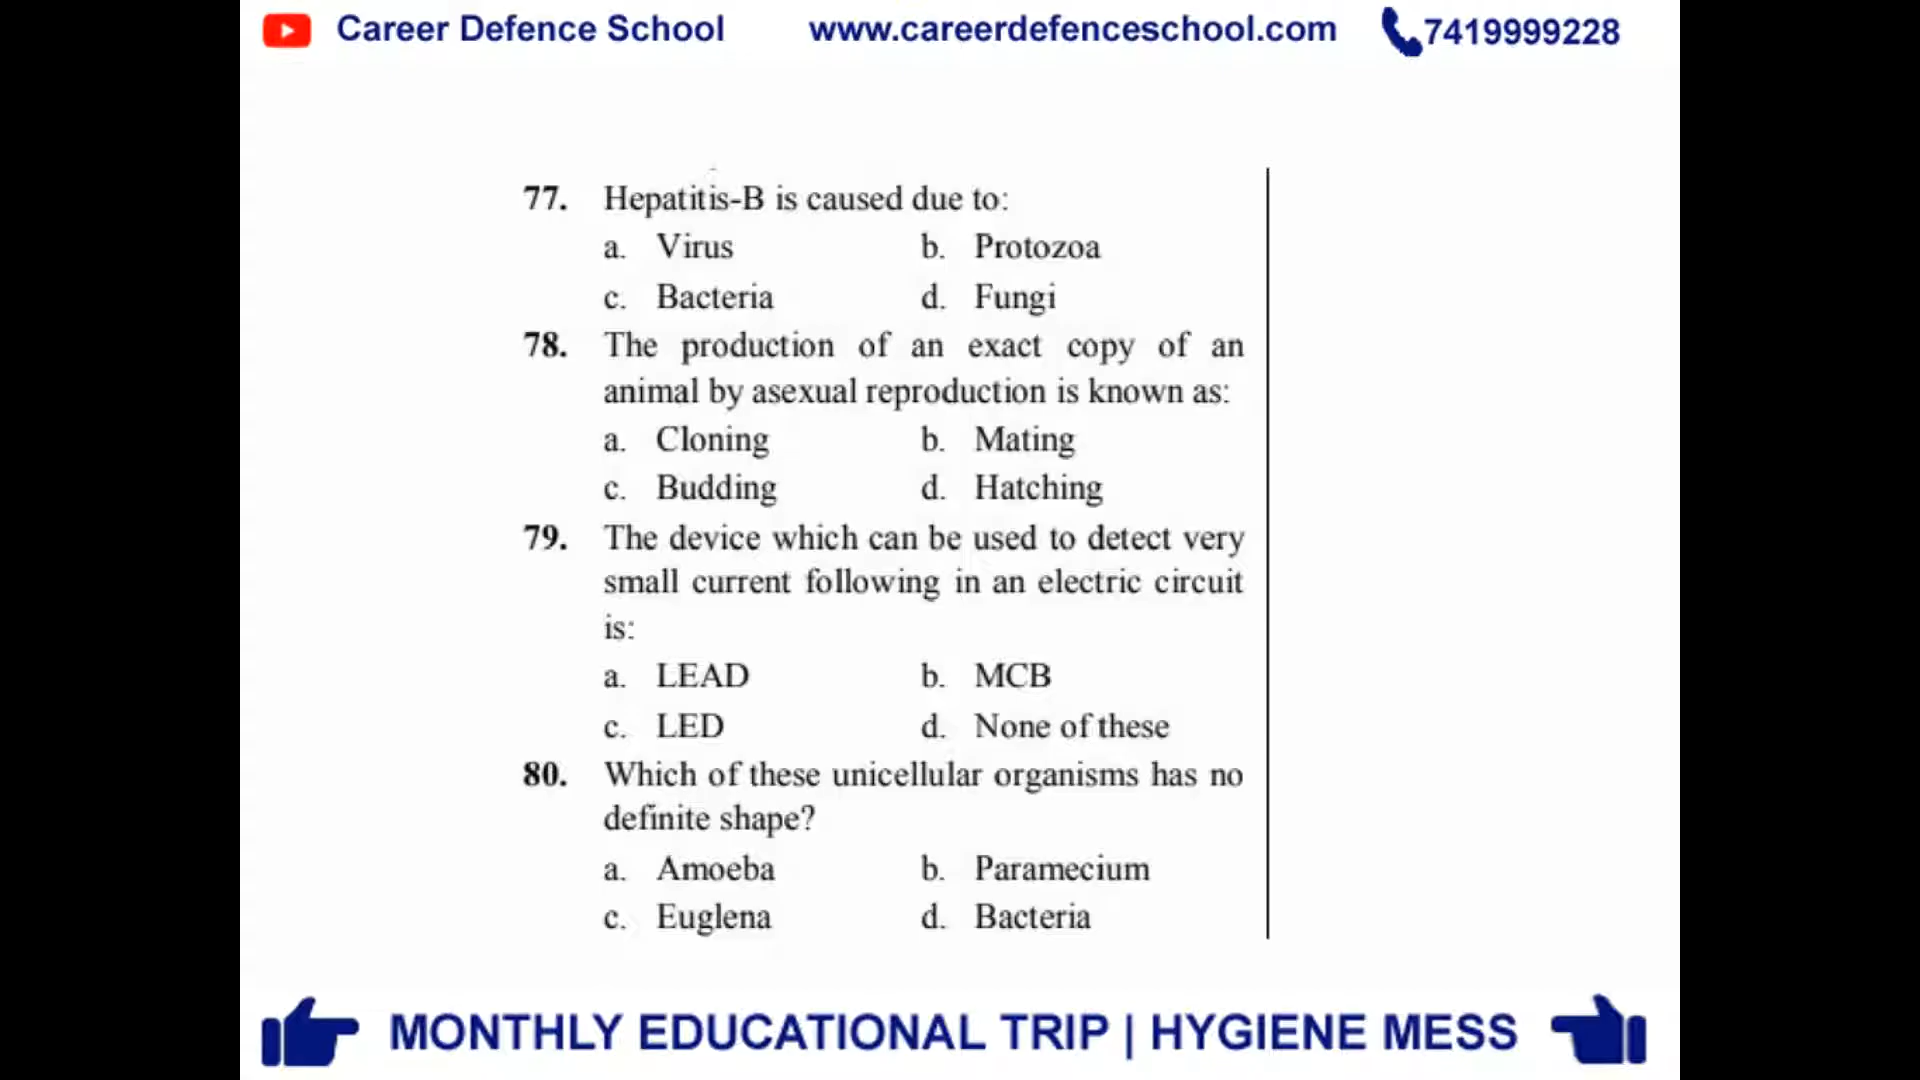 Career Defence School www.careerdefenceschool.com 7419999228
77. Hepatitis-B is caused due to:
a. Virus b. Protozoa
c. Bacteria d. Fungi
78. The production of an exact copy of an
animal by asexual reproduction is known as:
a. Cloning b. Mating
c. Budding d. Hatching
79. The device which can be used to detect very
small current following in an electric circuit
is:
a. LEAD b. MCB
c. LED d. None of these
80. Which of these unicellular organisms has no
definite shape?
a. Amoeba b. Paramecium
c. Euglena d. Bacteria
MONTHLY EDUCATIONAL TRIP | HYGIENE MESS